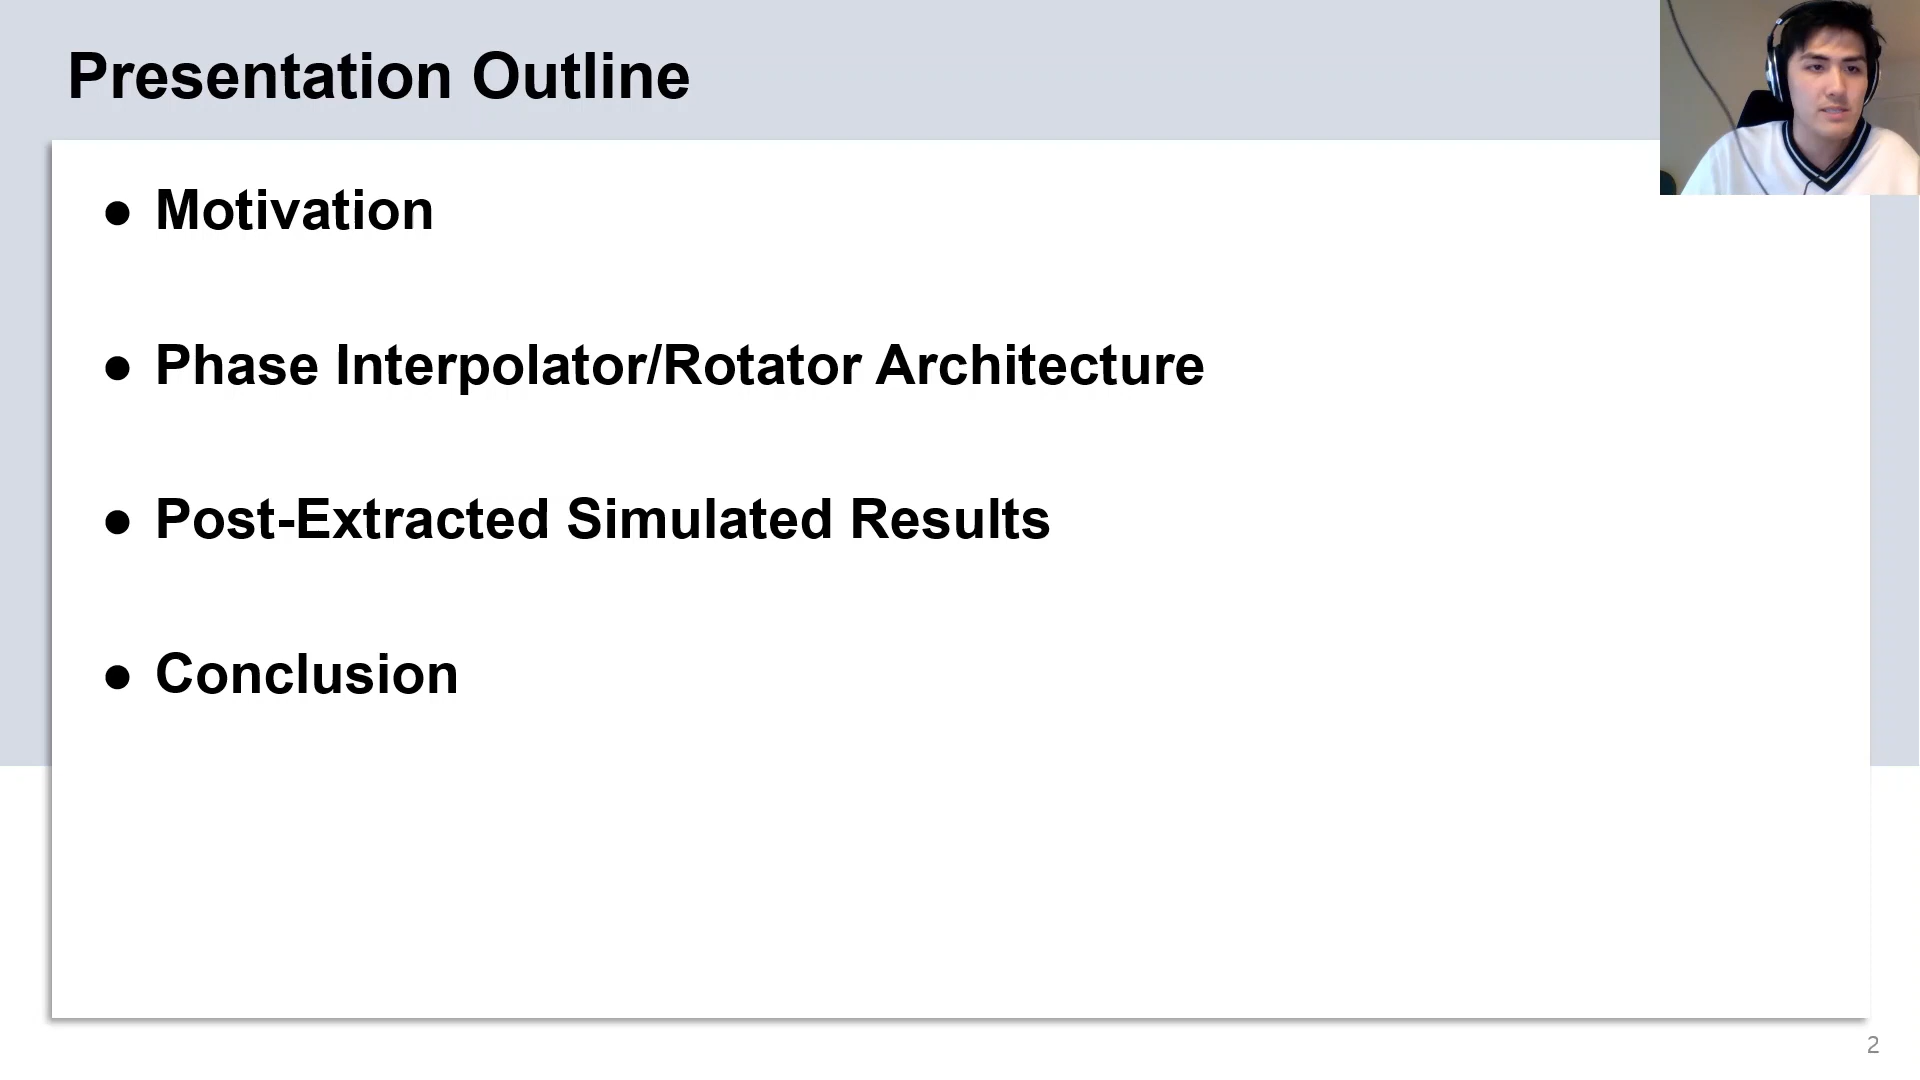 Presentation Outline
● Motivation
● Phase Interpolator/Rotator Architecture
● Post-Extracted Simulated Results
● Conclusion
2